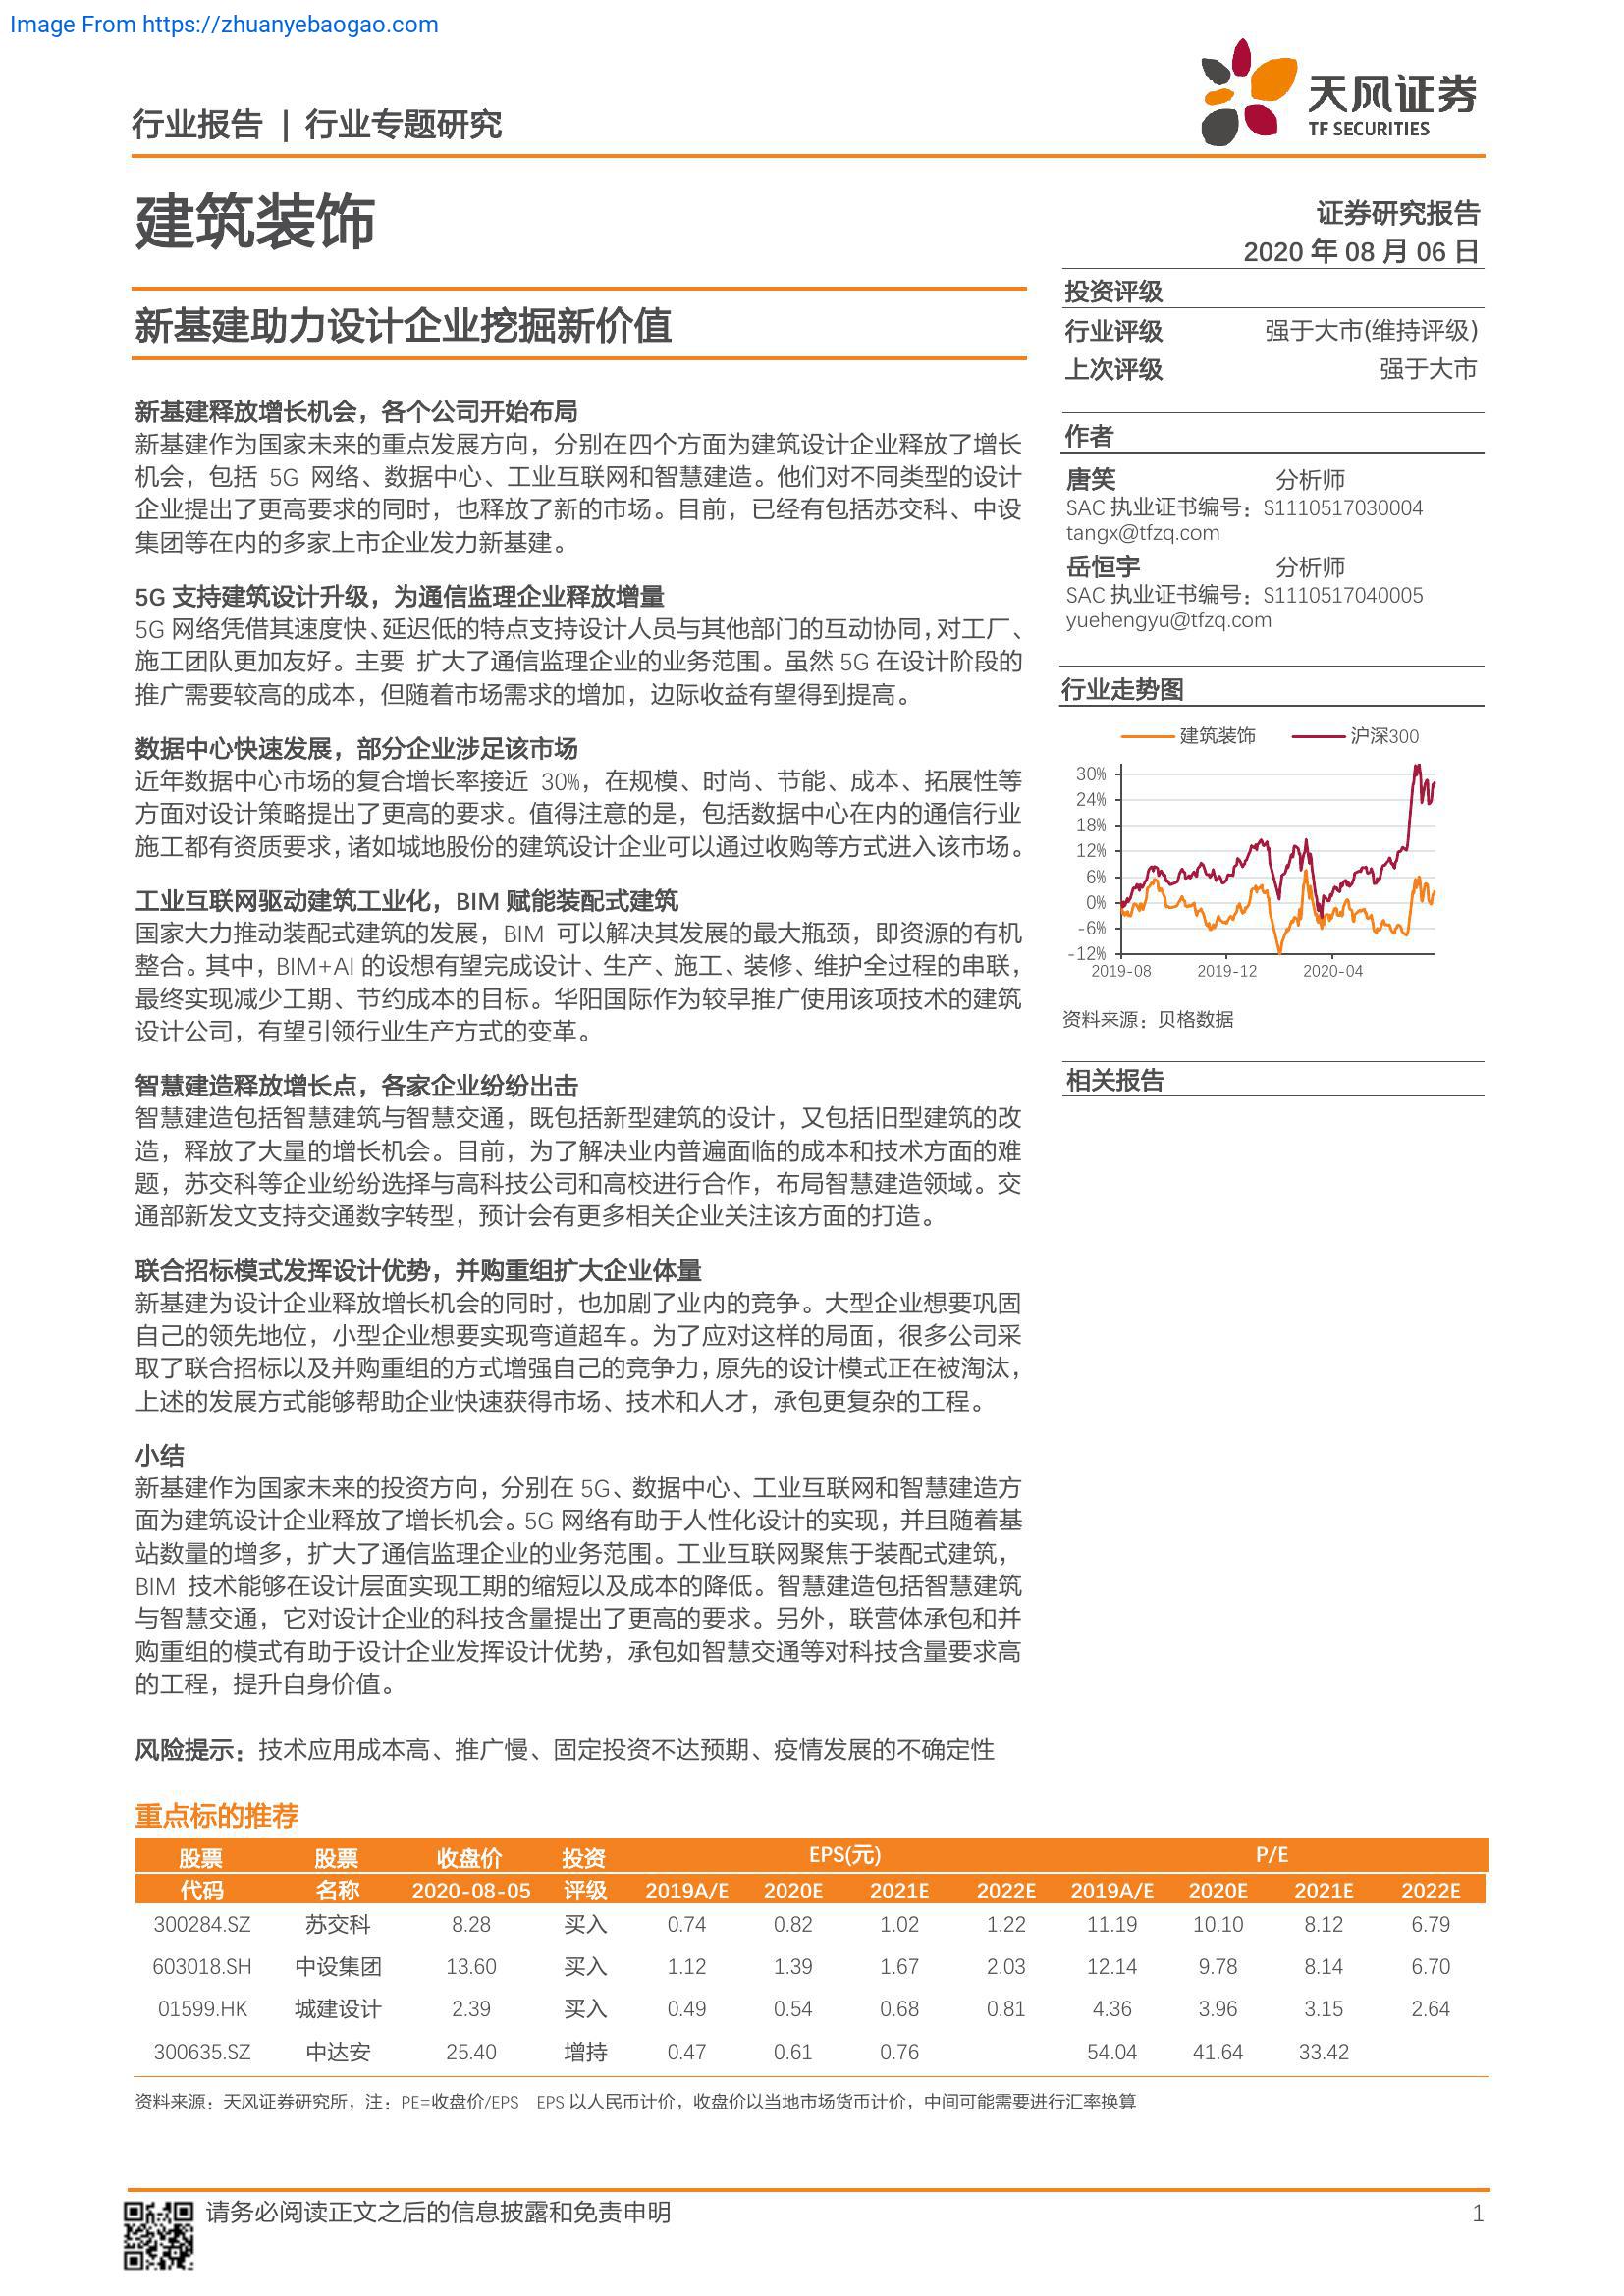 Image From https://zhuanyebaogao.com
行业报告 | 行业专题研究
天风证券
TF SECURITIES
建筑装饰
证券研究报告
2020 年 08 月 06 日
新基建助力设计企业挖掘新价值
投资评级
行业评级 强于大市(维持评级)
上次评级 强于大市
作者
唐笑 分析师
SAC 执业证书编号：S1110517030004
tangx@tfzq.com
岳恒宇 分析师
SAC 执业证书编号：S1110517040005
yuehengyu@tfzq.com
行业走势图
建筑装饰 沪深300
30%
24%
18%
12%
6%
0%
-6%
-12%
2019-08 2019-12 2020-04
资料来源：贝格数据
相关报告
新基建释放增长机会，各个公司开始布局
新基建作为国家未来的重点发展方向，分别在四个方面为建筑设计企业释放了增长
机会，包括 5G 网络、数据中心、工业互联网和智慧建造。他们对不同类型的设计
企业提出了更高要求的同时，也释放了新的市场。目前，已经有包括苏交科、中设
集团等在内的多家上市企业发力新基建。
5G 支持建筑设计升级，为通信监理企业释放增量
5G 网络凭借其速度快、延迟低的特点支持设计人员与其他部门的互动协同，对工厂、
施工团队更加友好。主要 扩大了通信监理企业的业务范围。虽然 5G 在设计阶段的
推广需要较高的成本，但随着市场需求的增加，边际收益有望得到提高。
数据中心快速发展，部分企业涉足该市场
近年数据中心市场的复合增长率接近 30%，在规模、时尚、节能、成本、拓展性等
方面对设计策略提出了更高的要求。值得注意的是，包括数据中心在内的通信行业
施工都有资质要求，诸如城地股份的建筑设计企业可以通过收购等方式进入该市场。
工业互联网驱动建筑工业化，BIM 赋能装配式建筑
国家大力推动装配式建筑的发展，BIM 可以解决其发展的最大瓶颈，即资源的有机
整合。其中，BIM+AI 的设想有望完成设计、生产、施工、装修、维护全过程的串联，
最终实现减少工期、节约成本的目标。华阳国际作为较早推广使用该项技术的建筑
设计公司，有望引领行业生产方式的变革。
智慧建造释放增长点，各家企业纷纷出击
智慧建造包括智慧建筑与智慧交通，既包括新型建筑的设计，又包括旧型建筑的改
造，释放了大量的增长机会。目前，为了解决业内普遍面临的成本和技术方面的难
题，苏交科等企业纷纷选择与高科技公司和高校进行合作，布局智慧建造领域。交
通部新发文支持交通数字转型，预计会有更多相关企业关注该方面的打造。
联合招标模式发挥设计优势，并购重组扩大企业体量
新基建为设计企业释放增长机会的同时，也加剧了业内的竞争。大型企业想要巩固
自己的领先地位，小型企业想要实现弯道超车。为了应对这样的局面，很多公司采
取了联合招标以及并购重组的方式增强自己的竞争力，原先的设计模式正在被淘汰，
上述的发展方式能够帮助企业快速获得市场、技术和人才，承包更复杂的工程。
小结
新基建作为国家未来的投资方向，分别在 5G、数据中心、工业互联网和智慧建造方
面为建筑设计企业释放了增长机会。5G 网络有助于人性化设计的实现，并且随着基
站数量的增多，扩大了通信监理企业的业务范围。工业互联网聚焦于装配式建筑，
BIM 技术能够在设计层面实现工期的缩短以及成本的降低。智慧建造包括智慧建筑
与智慧交通，它对设计企业的科技含量提出了更高的要求。另外，联营体承包和并
购重组的模式有助于设计企业发挥设计优势，承包如智慧交通等对科技含量要求高
的工程，提升自身价值。
风险提示：技术应用成本高、推广慢、固定投资不达预期、疫情发展的不确定性
重点标的推荐
股票 股票 收盘价 投资 EPS(元) P/E
代码 名称 2020-08-05 评级 2019A/E 2020E 2021E 2022E 2019A/E 2020E 2021E 2022E
300284.SZ 苏交科 8.28 买入 0.74 0.82 1.02 1.22 11.19 10.10 8.12 6.79
603018.SH 中设集团 13.60 买入 1.12 1.39 1.67 2.03 12.14 9.78 8.14 6.70
01599.HK 城建设计 2.39 买入 0.49 0.54 0.68 0.81 4.36 3.96 3.15 2.64
300635.SZ 中达安 25.40 增持 0.47 0.61 0.76 54.04 41.64 33.42
资料来源：天风证券研究所，注：PE=收盘价/EPS EPS 以人民币计价，收盘价以当地市场货币计价，中间可能需要进行汇率换算
请务必阅读正文之后的信息披露和免责申明 1